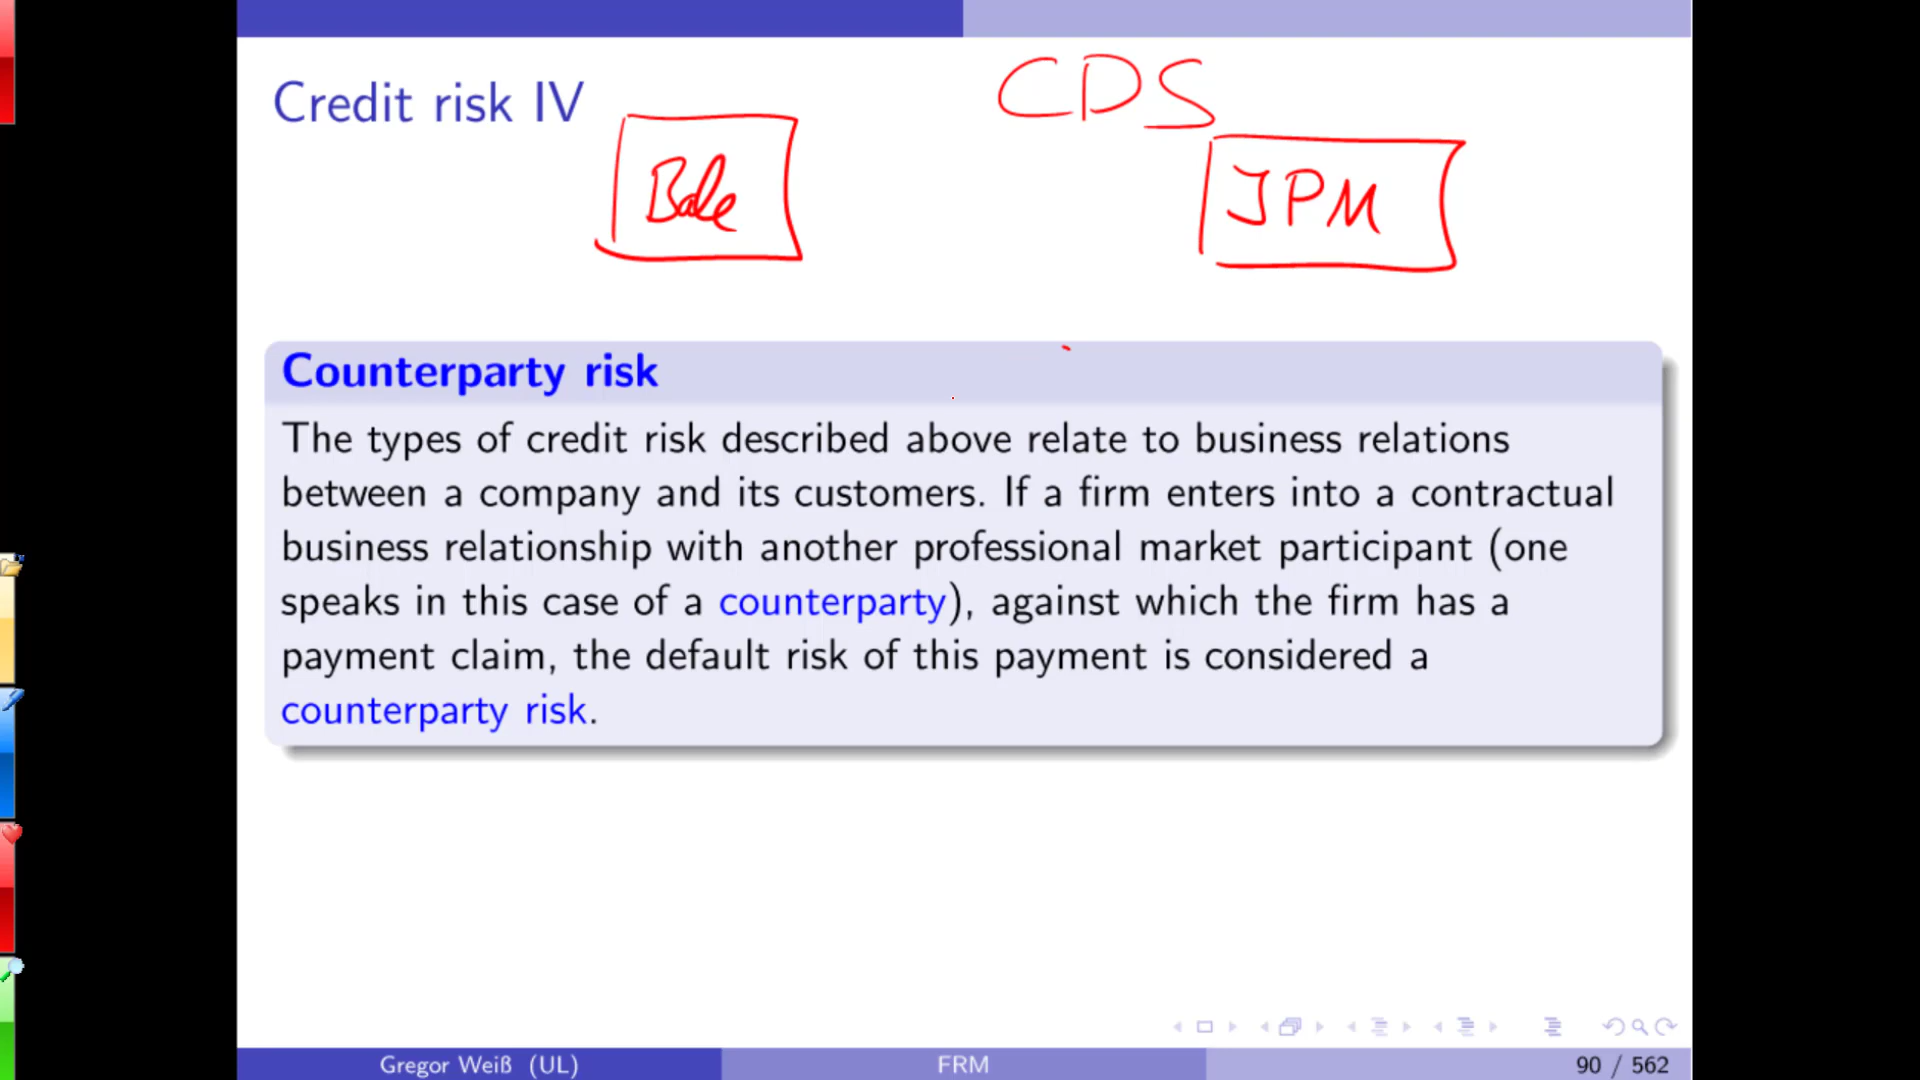 CDS
Credit risk IV
JPM
Counterparty risk
The types of credit risk described above relate to business relations
between a company and its customers. If a firm enters into a contractual
business relationship with another professional market participant (one
speaks in this case of a counterparty), against which the firm has a
payment claim, the default risk of this payment is considered a
counterparty risk.
Gregor Weiß (UL)
FRM
90 / 562